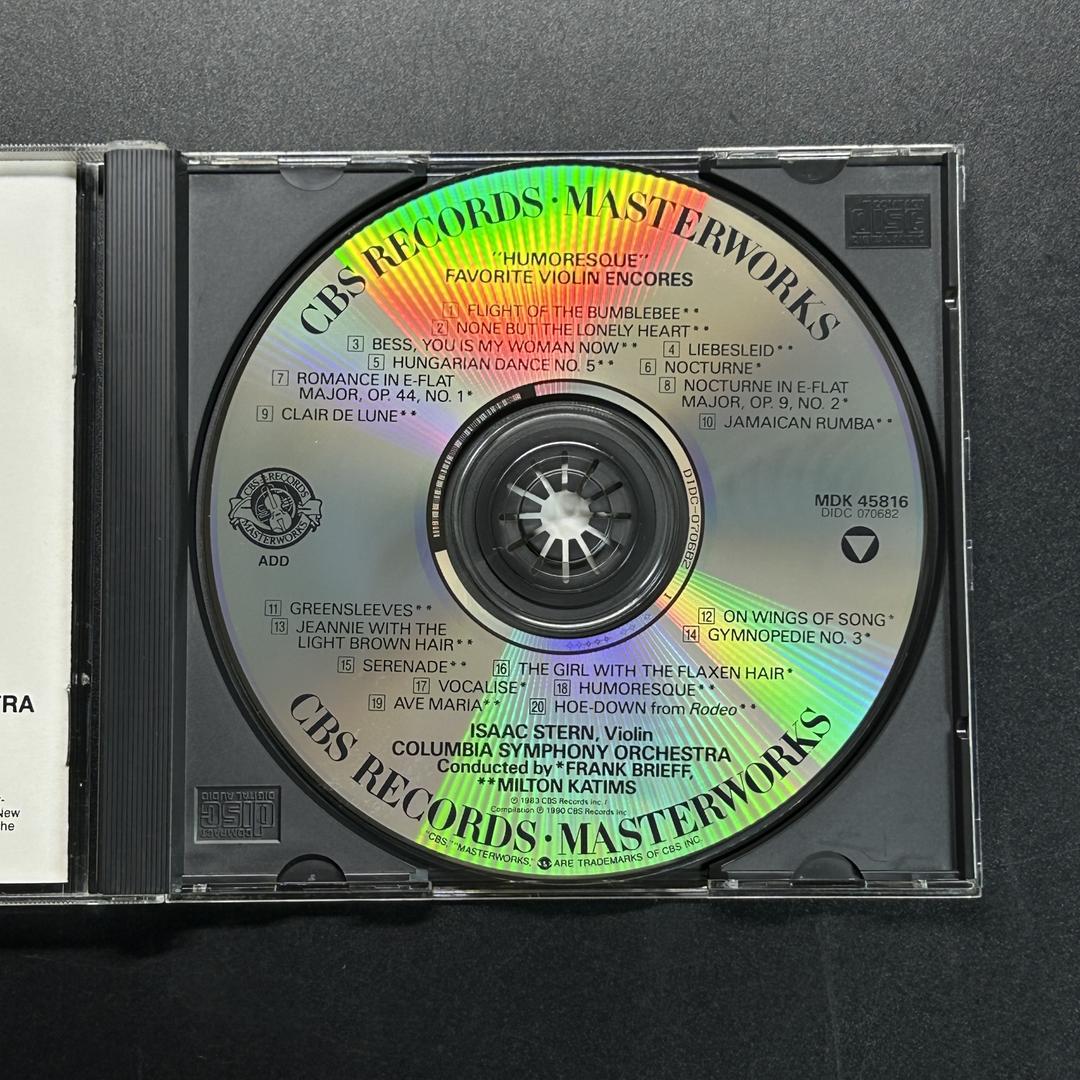 CBS RECORDS · MASTERWORKS
"HUMORESQUE"
FAVORITE VIOLIN ENCORES
1 FLIGHT OF THE BUMBLEBEE**
2 NONE BUT THE LONELY HEART**
3 BESS, YOU IS MY WOMAN NOW** 4 LIEBESLEID**
5 HUNGARIAN DANCE NO. 5** 6 NOCTURNE*
7 ROMANCE IN E-FLAT
MAJOR, OP. 44, NO. 1*
8 NOCTURNE IN E-FLAT
MAJOR, OP. 9, NO. 2*
9 CLAIR DE LUNE**
10 JAMAICAN RUMBA**
CBS RECORDS
MASTERWORKS
ADD
DIDC-070682 1
MDK 45816
DIDC 070682
11 GREENSLEEVES**
12 ON WINGS OF SONG*
13 JEANNIE WITH THE
LIGHT BROWN HAIR**
14 GYMNOPEDIE NO. 3*
15 SERENADE** 16 THE GIRL WITH THE FLAXEN HAIR*
17 VOCALISE* 18 HUMORESQUE**
19 AVE MARIA** 20 HOE-DOWN from Rodeo**
ISAAC STERN, Violin
COLUMBIA SYMPHONY ORCHESTRA
Conducted by *FRANK BRIEFF,
**MILTON KATIMS
℗ 1983 CBS Records Inc./
Compilation ℗ 1990 CBS Records Inc.
CBS RECORDS · MASTERWORKS
"CBS," "MASTERWORKS," ARE TRADEMARKS OF CBS INC.
COMPACT
disc
DIGITAL AUDIO
disc
TRA
New
the